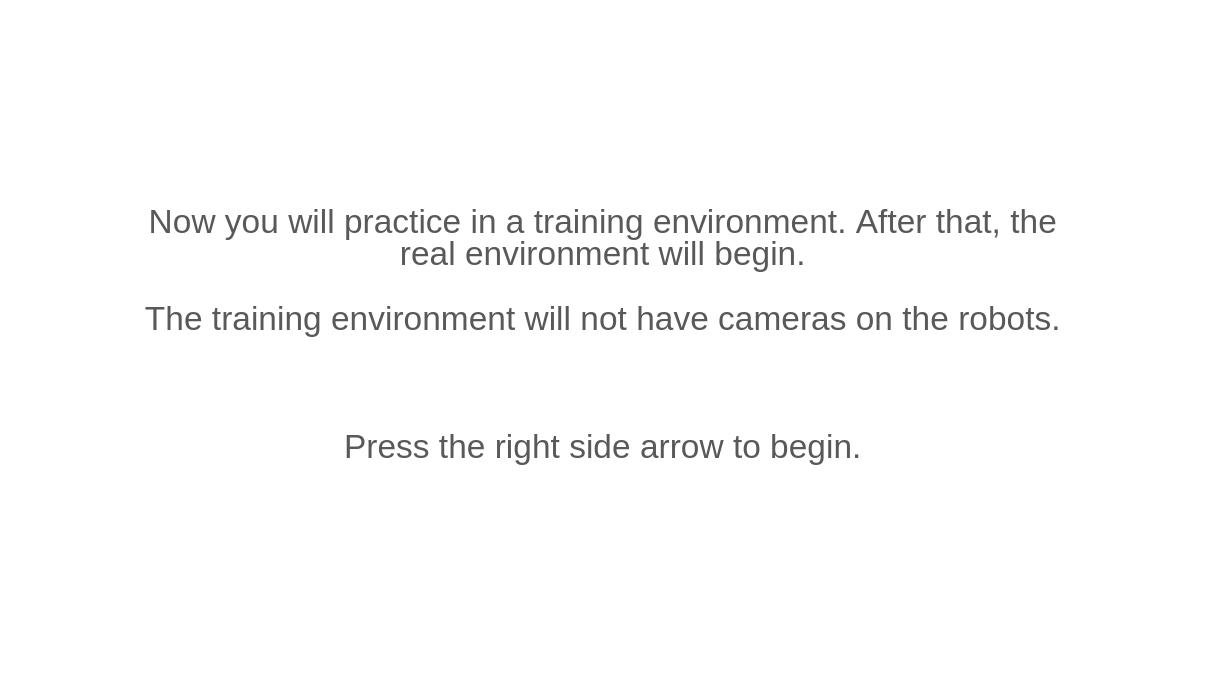 Now you will practice in a training environment. After that, the
real environment will begin.
The training environment will not have cameras on the robots.
Press the right side arrow to begin.